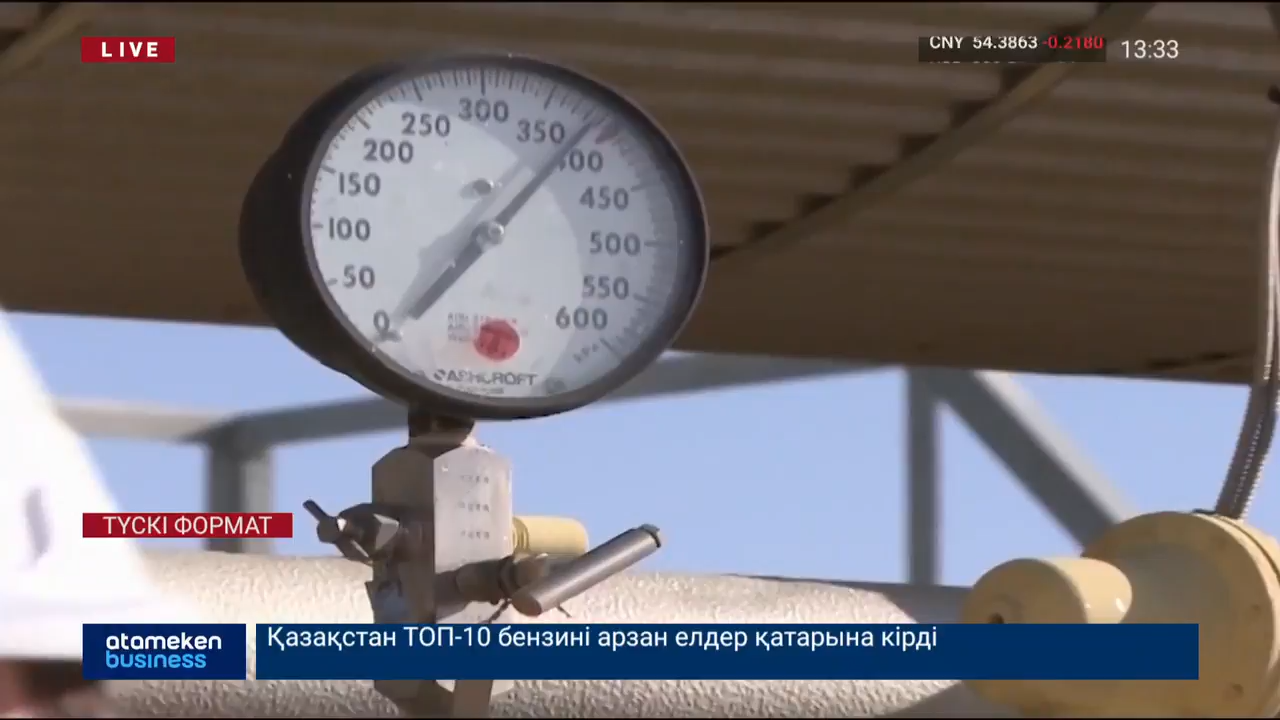 LIVE
CNY 54.3863 -0.2180
13:33
300
250
350
200
400
150
450
100
500
50
550
0
600
kPa
ASHCROFT
ТҮСКІ ФОРМАТ
atameken
business
Қазақстан ТОП-10 бензині арзан елдер қатарына кірді